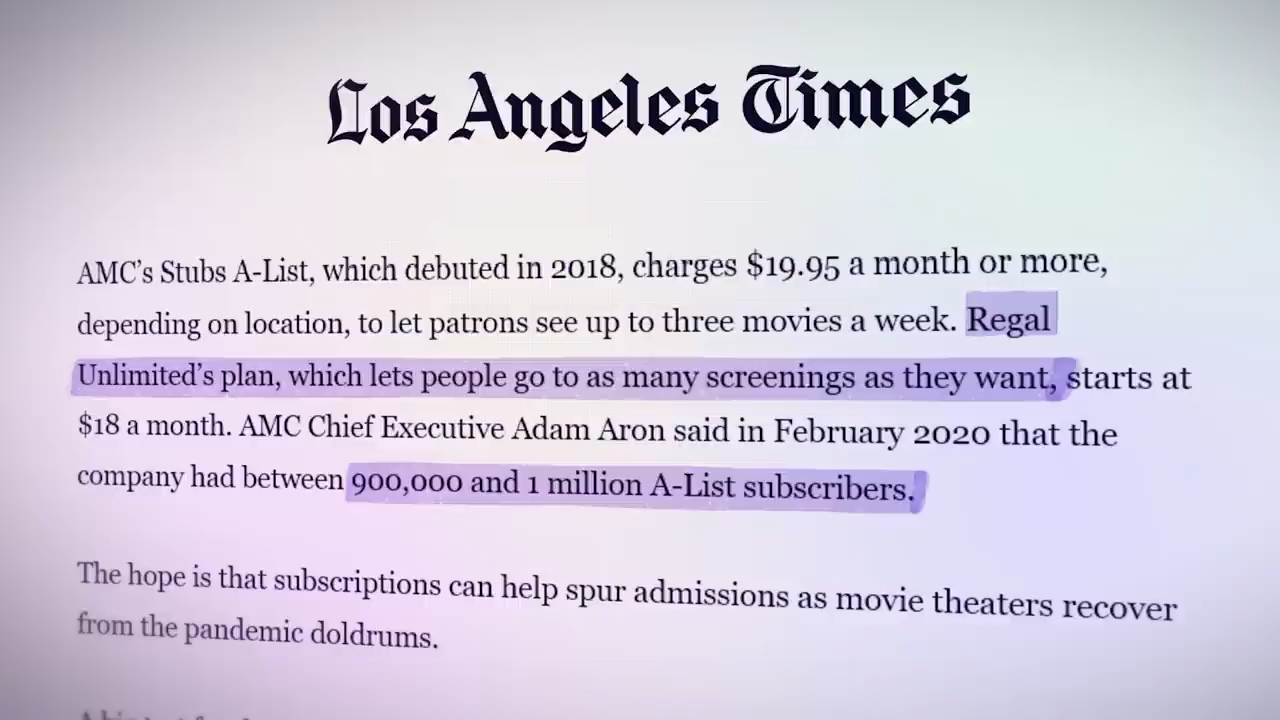 Los Angeles Times
AMC’s Stubs A-List, which debuted in 2018, charges $19.95 a month or more,
depending on location, to let patrons see up to three movies a week. Regal
Unlimited’s plan, which lets people go to as many screenings as they want, starts at
$18 a month. AMC Chief Executive Adam Aron said in February 2020 that the
company had between 900,000 and 1 million A-List subscribers.
The hope is that subscriptions can help spur admissions as movie theaters recover
from the pandemic doldrums.